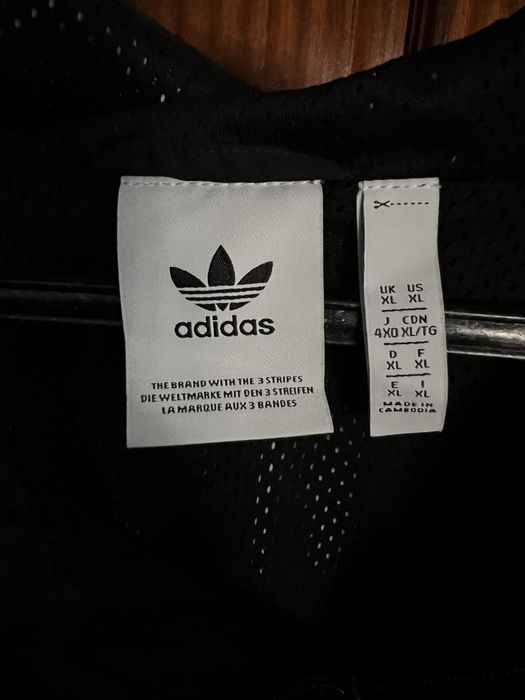 adidas
THE BRAND WITH THE 3 STRIPES
DIE WELTMARKE MIT DEN 3 STREIFEN
LA MARQUE AUX 3 BANDES
UK US
XL XL
J CDN
4XO XL/TG
D F
XL XL
E I
XL XL
MADE IN
CAMBODIA